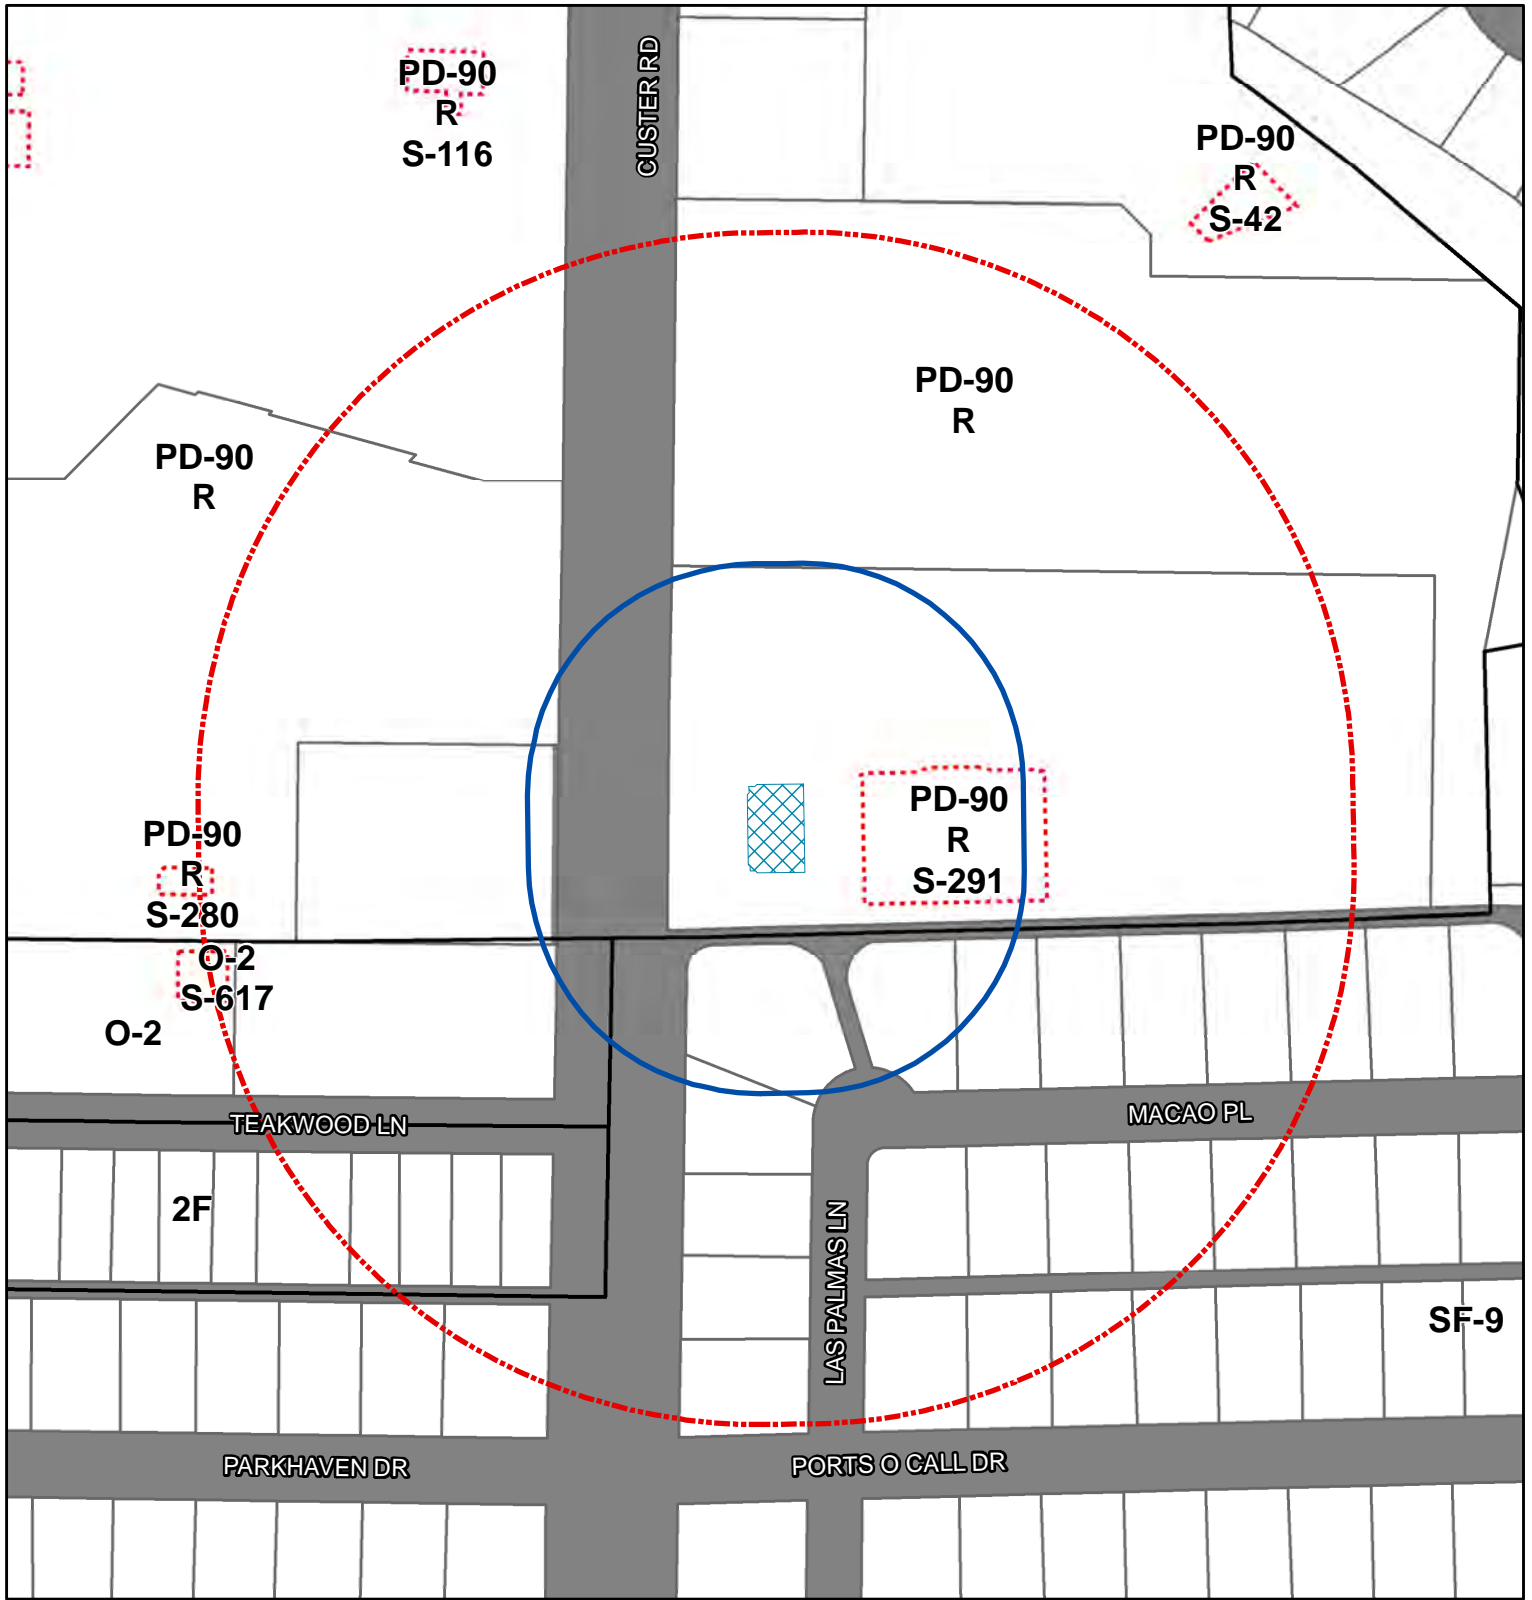 PD-90
R
S-116
CUSTER RD
PD-90
R
S-42
PD-90
R
PD-90
R
PD-90
R
S-291
PD-90
R
S-280
O-2
S-617
O-2
TEAKWOOD LN
MACAO PL
2F
LAS PALMAS LN
SF-9
PARKHAVEN DR
PORTS O CALL DR